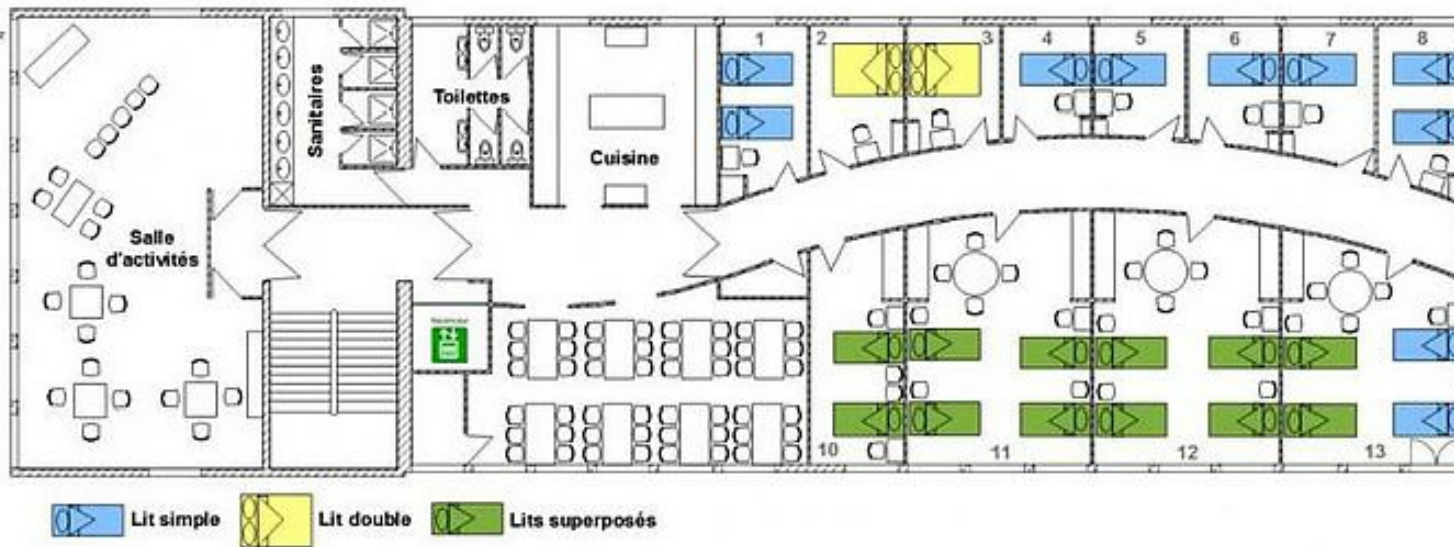 1
2
3
4
5
6
7
8
Sanitaires
Toilettes
Cuisine
Salle
d'activités
10
11
12
13
Lit simple
Lit double
Lits superposés